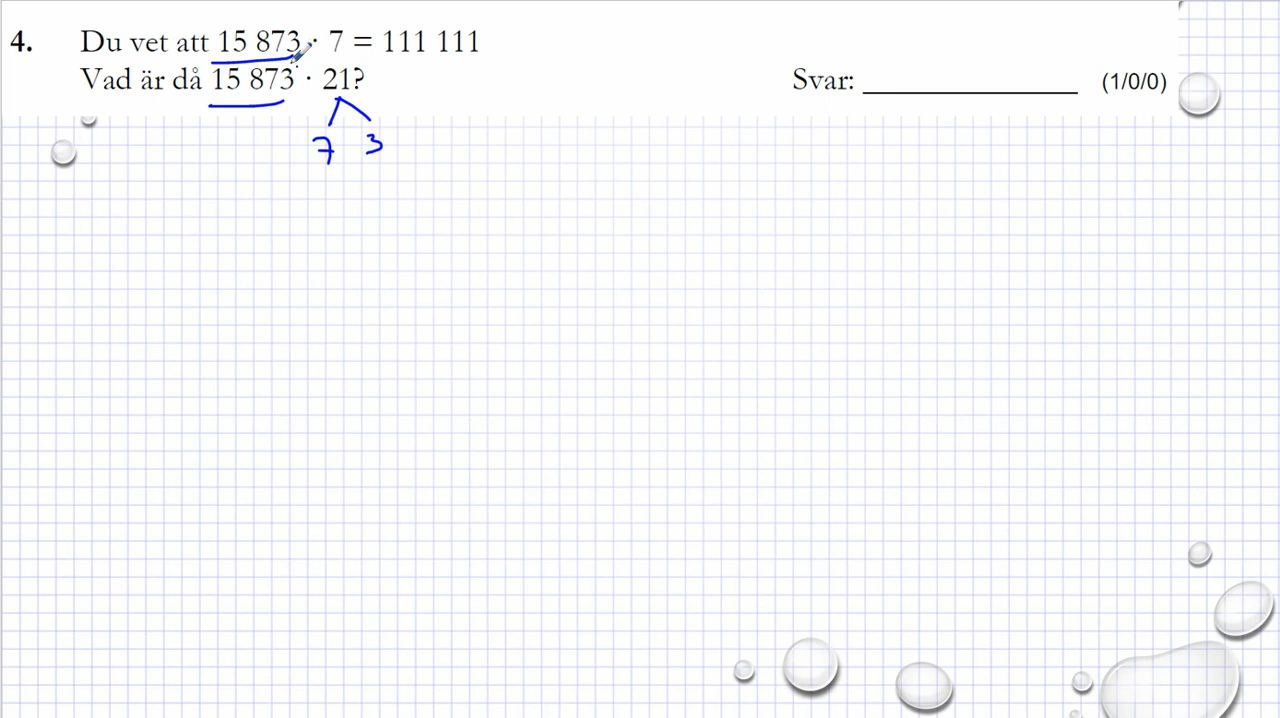 4. Du vet att 15 873 · 7 = 111 111
Vad är då 15 873 · 21? Svar: ____________ (1/0/0)
7 3